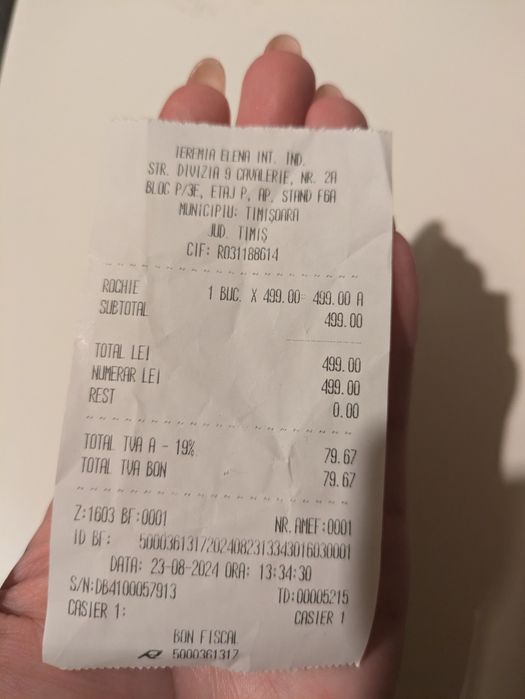 TEREMIA ELENA INT. IND.
STR. DIVIZIA 9 CAVALERIE, NR. 2A
BLOC P/3E, ETAJ P, AP. STAND F6A
MUNICIPIU: TIMIŞOARA
JUD. TIMIŞ
CIF: RO31188614
ROCHIE 1 BUC. X 499.00= 499.00 A
SUBTOTAL 499.00
TOTAL LEI 499.00
NUMERAR LEI 499.00
REST 0.00
TOTAL TVA A - 19% 79.67
TOTAL TVA BON 79.67
Z:1603 BF:0001 NR.AMEF:0001
ID BF: 50003613172024082313343016030001
DATA: 23-08-2024 ORA: 13:34:30
S/N:DB4100057913 TD:00005215
CASIER 1: CASIER 1
BON FISCAL
5000361317